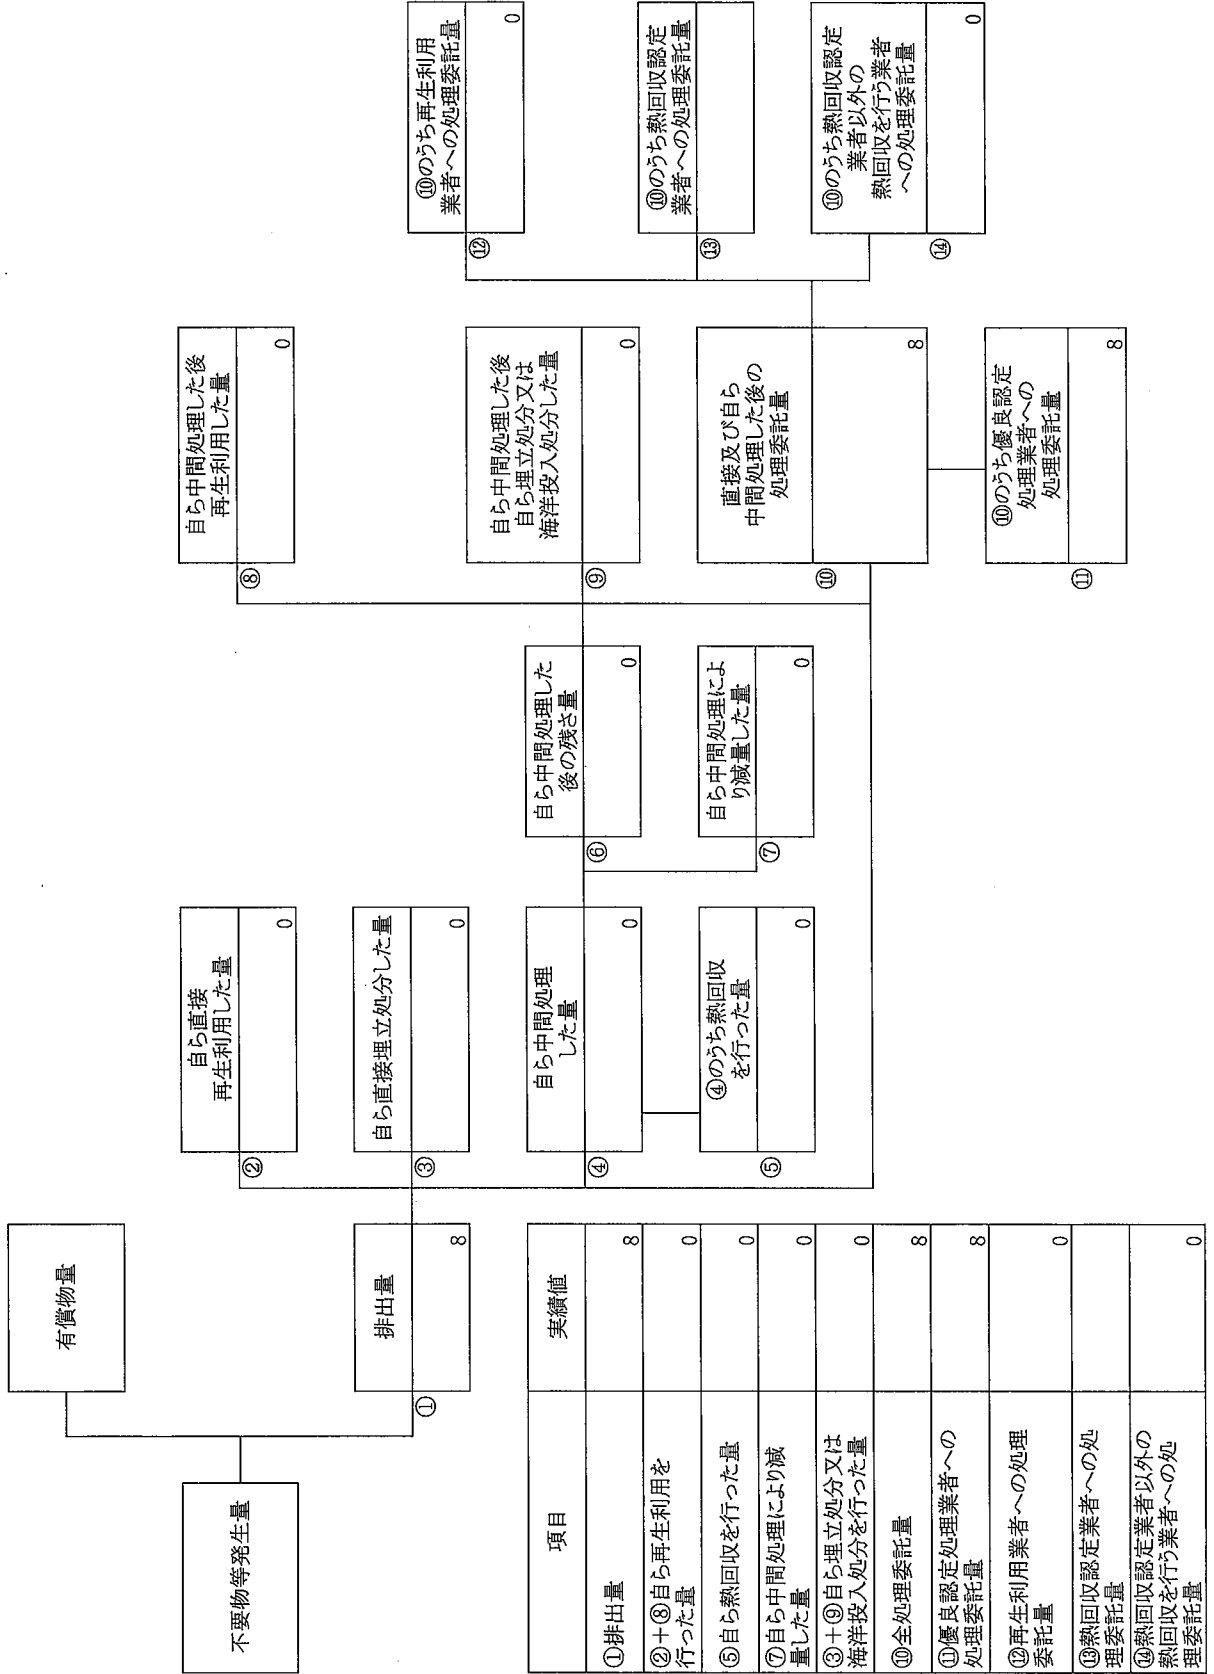 不要物等発生量
有償物量
①
排出量
8
②
自ら直接
再生利用した量
0
③
自ら直接埋立処分した量
0
④
自ら中間処理
した量
0
⑤
④のうち熱回収
を行った量
0
⑥
自ら中間処理した
後の残さ量
0
⑦
自ら中間処理によ
り減量した量
0
⑧
自ら中間処理した後
再生利用した量
0
⑨
自ら中間処理した後
自ら埋立処分又は
海洋投入処分した量
0
⑩
直接及び自ら
中間処理した後の
処理委託量
8
⑪
⑩のうち優良認定
処理業者への
処理委託量
8
⑫
⑩のうち再生利用
業者への処理委託量
0
⑬
⑩のうち熱回収認定
業者への処理委託量
⑭
⑩のうち熱回収認定
業者以外の
熱回収を行う業者
への処理委託量
0
項目 実績値
①排出量 8
②+⑧自ら再生利用を
行った量 0
⑤自ら熱回収を行った量 0
⑦自ら中間処理により減
量した量 0
③+⑨自ら埋立処分又は
海洋投入処分を行った量 0
⑩全処理委託量 8
⑪優良認定処理業者への
処理委託量 8
⑫再生利用業者への処理
委託量 0
⑬熱回収認定業者への処
理委託量
⑭熱回収認定業者以外の
熱回収を行う業者への処
理委託量 0